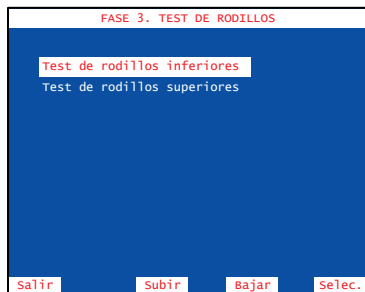 FASE 3. TEST DE RODILLOS
Test de rodillos inferiores
Test de rodillos superiores
Salir Subir Bajar Selec.